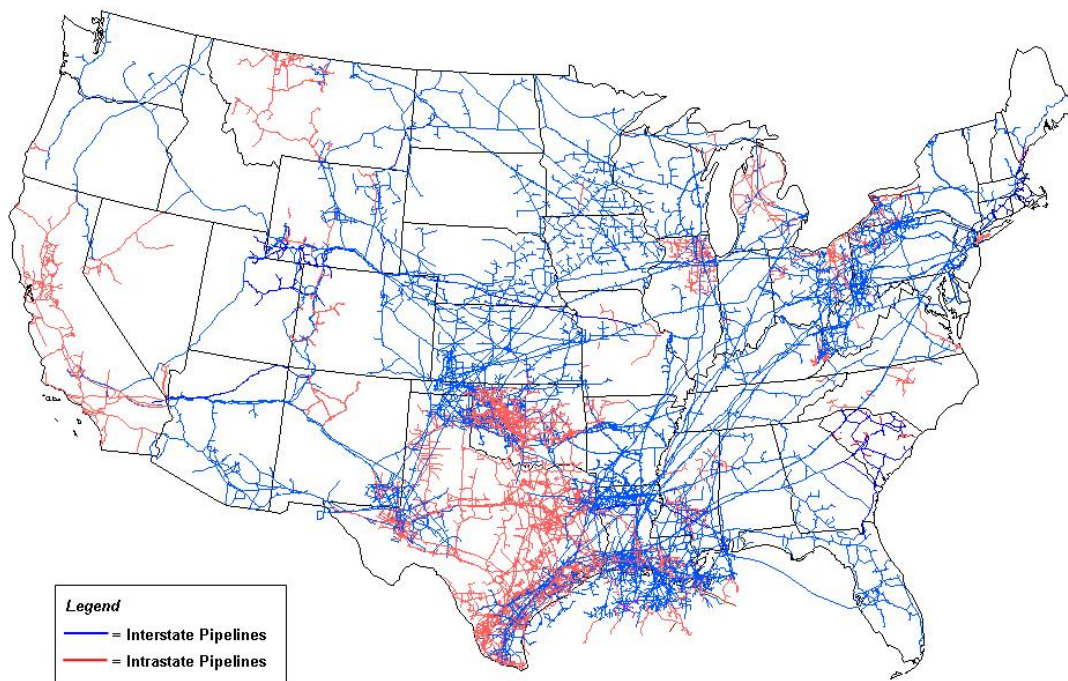 Legend
= Interstate Pipelines
= Intrastate Pipelines